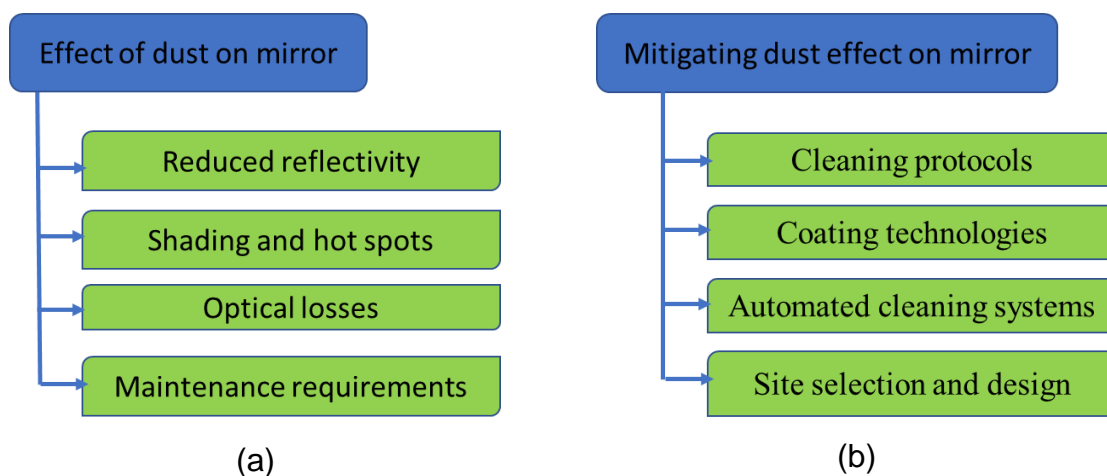 Effect of dust on mirror
Reduced reflectivity
Shading and hot spots
Optical losses
Maintenance requirements
(a)
Mitigating dust effect on mirror
Cleaning protocols
Coating technologies
Automated cleaning systems
Site selection and design
(b)